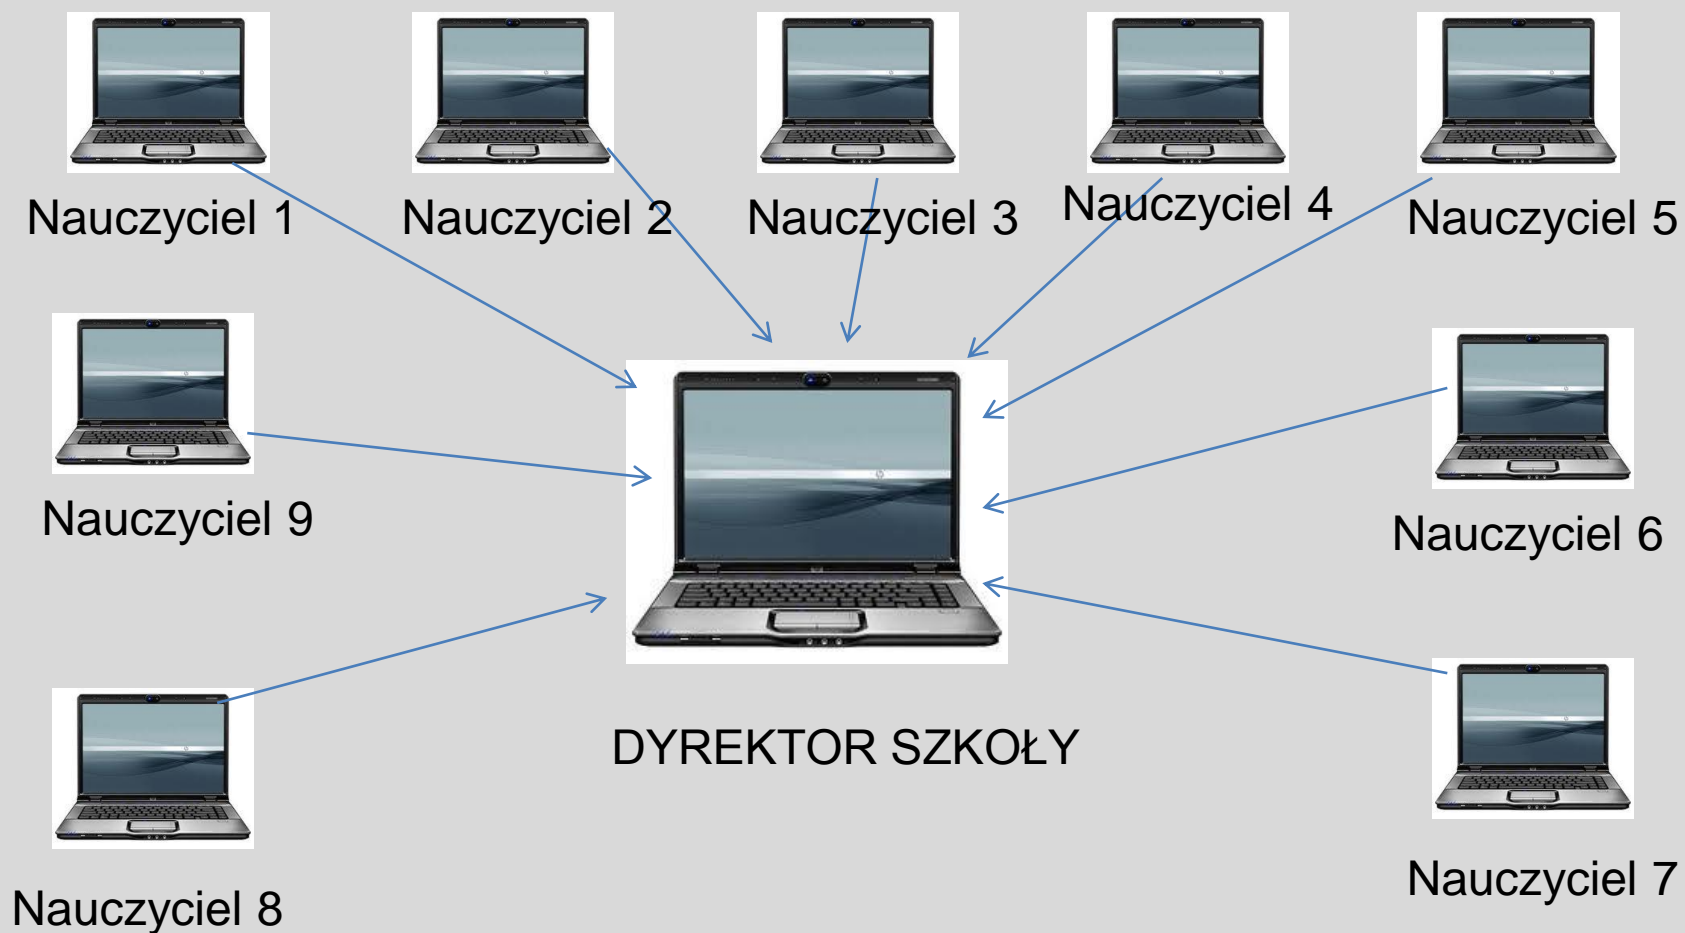 Nauczyciel 1
Nauczyciel 2
Nauczyciel 3
Nauczyciel 4
Nauczyciel 5
Nauczyciel 9
Nauczyciel 6
DYREKTOR SZKOŁY
Nauczyciel 7
Nauczyciel 8